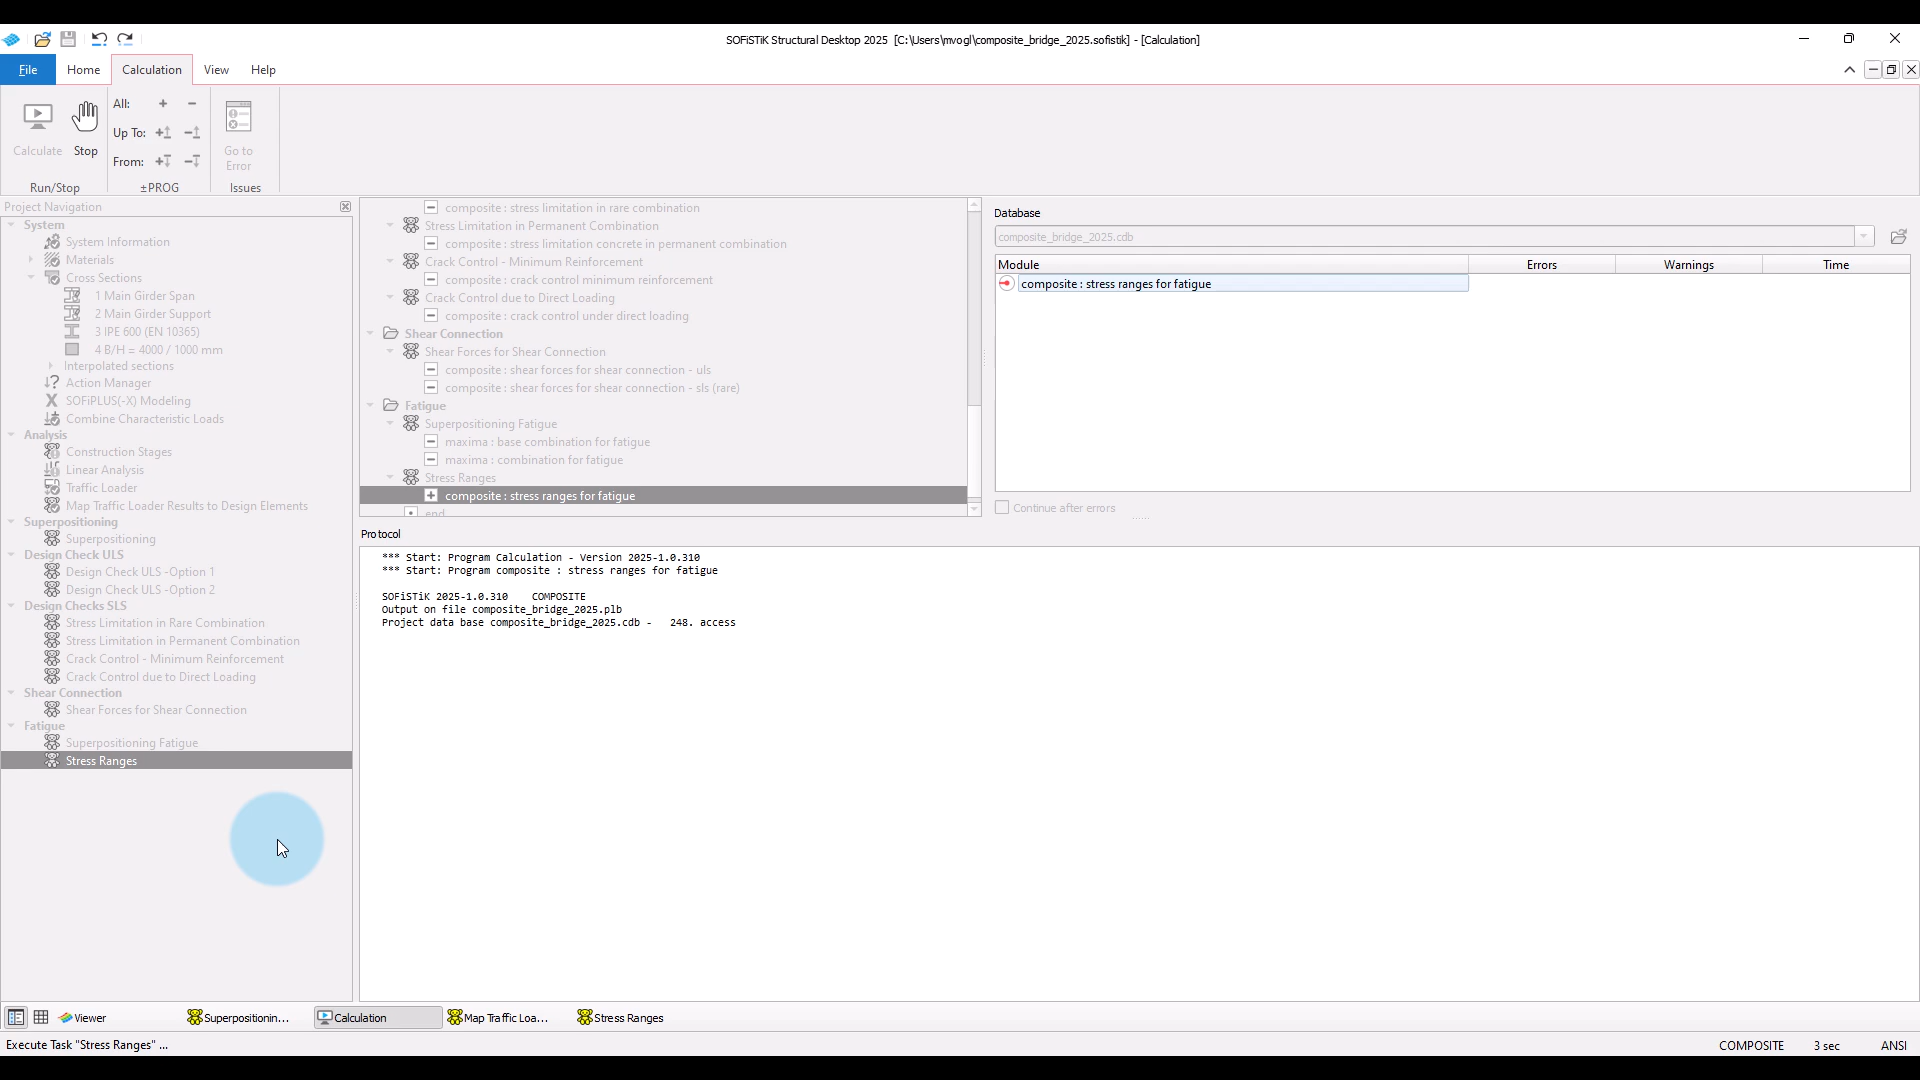 SOFiSTiK Structural Desktop 2025 [C:\Users\mvogl\composite_bridge_2025.sofistik] - [Calculation]
File Home Calculation View Help
All: + -
Calculate Stop Up To: Go to Error
From:
Run/Stop ±PROG Issues
Project Navigation
System
System Information
Materials
Cross Sections
1 Main Girder Span
2 Main Girder Support
3 IPE 600 (EN 10365)
4 B/H = 4000 / 1000 mm
Interpolated sections
Action Manager
SOFiPLUS(-X) Modeling
Combine Characteristic Loads
Analysis
Construction Stages
Linear Analysis
Traffic Loader
Map Traffic Loader Results to Design Elements
Superpositioning
Superpositioning
Design Check ULS
Design Check ULS -Option 1
Design Check ULS -Option 2
Design Checks SLS
Stress Limitation in Rare Combination
Stress Limitation in Permanent Combination
Crack Control - Minimum Reinforcement
Crack Control due to Direct Loading
Shear Connection
Shear Forces for Shear Connection
Fatigue
Superpositioning Fatigue
Stress Ranges
composite : stress limitation in rare combination
Stress Limitation in Permanent Combination
composite : stress limitation concrete in permanent combination
Crack Control - Minimum Reinforcement
composite : crack control minimum reinforcement
Crack Control due to Direct Loading
composite : crack control under direct loading
Shear Connection
Shear Forces for Shear Connection
composite : shear forces for shear connection - uls
composite : shear forces for shear connection - sls (rare)
Fatigue
Superpositioning Fatigue
maxima : base combination for fatigue
maxima : combination for fatigue
Stress Ranges
composite : stress ranges for fatigue
end
Database
composite_bridge_2025.cdb
Module Errors Warnings Time
composite : stress ranges for fatigue
Continue after errors
Protocol
*** Start: Program Calculation - Version 2025-1.0.310
*** Start: Program composite : stress ranges for fatigue
SOFiSTiK 2025-1.0.310 COMPOSITE
Output on file composite_bridge_2025.plb
Project data base composite_bridge_2025.cdb - 248. access
Viewer Superpositionin... Calculation Map Traffic Loa... Stress Ranges
Execute Task "Stress Ranges" ... COMPOSITE 3 sec ANSI